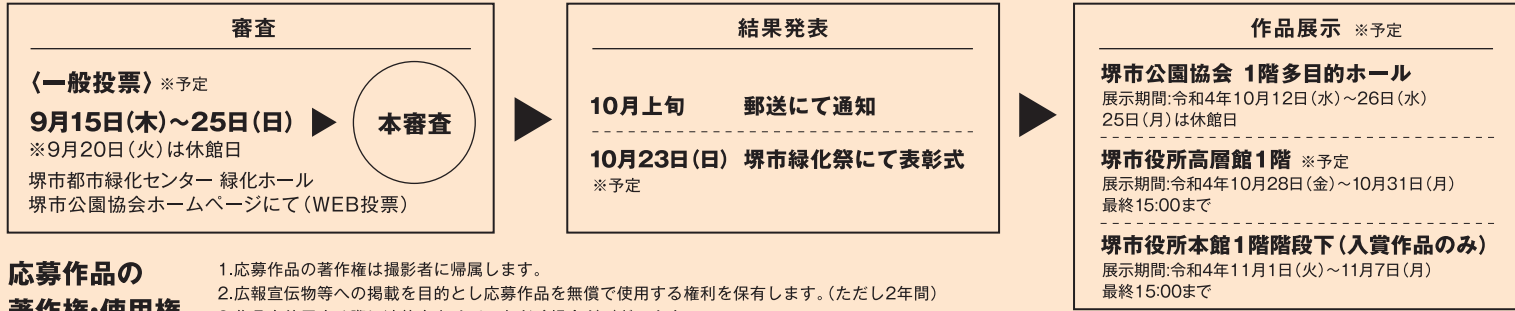 審査
〈一般投票〉※予定
9月15日(木)〜25日(日)
※9月20日(火)は休館日
堺市都市緑化センター 緑化ホール
堺市公園協会ホームページにて(WEB投票)
本審査
結果発表
10月上旬 郵送にて通知
10月23日(日) 堺市緑化祭にて表彰式
※予定
作品展示 ※予定
堺市公園協会 1階多目的ホール
展示期間:令和4年10月12日(水)〜26日(水)
25日(月)は休館日
堺市役所高層館1階 ※予定
展示期間:令和4年10月28日(金)〜10月31日(月)
最終15:00まで
堺市役所本館1階階段下(入賞作品のみ)
展示期間:令和4年11月1日(火)〜11月7日(月)
最終15:00まで
応募作品の
著作権・使用権
1.応募作品の著作権は撮影者に帰属します。
2.広報宣伝物等への掲載を目的とし応募作品を無償で使用する権利を保有します。(ただし2年間)